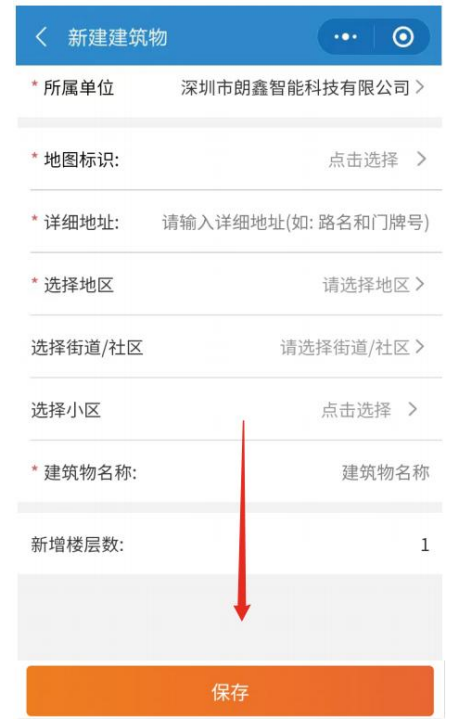 新建建筑物
* 所属单位 深圳市朗鑫智能科技有限公司
* 地图标识: 点击选择
* 详细地址: 请输入详细地址(如: 路名和门牌号)
* 选择地区 请选择地区
选择街道/社区 请选择街道/社区
选择小区 点击选择
* 建筑物名称: 建筑物名称
新增楼层数: 1
保存